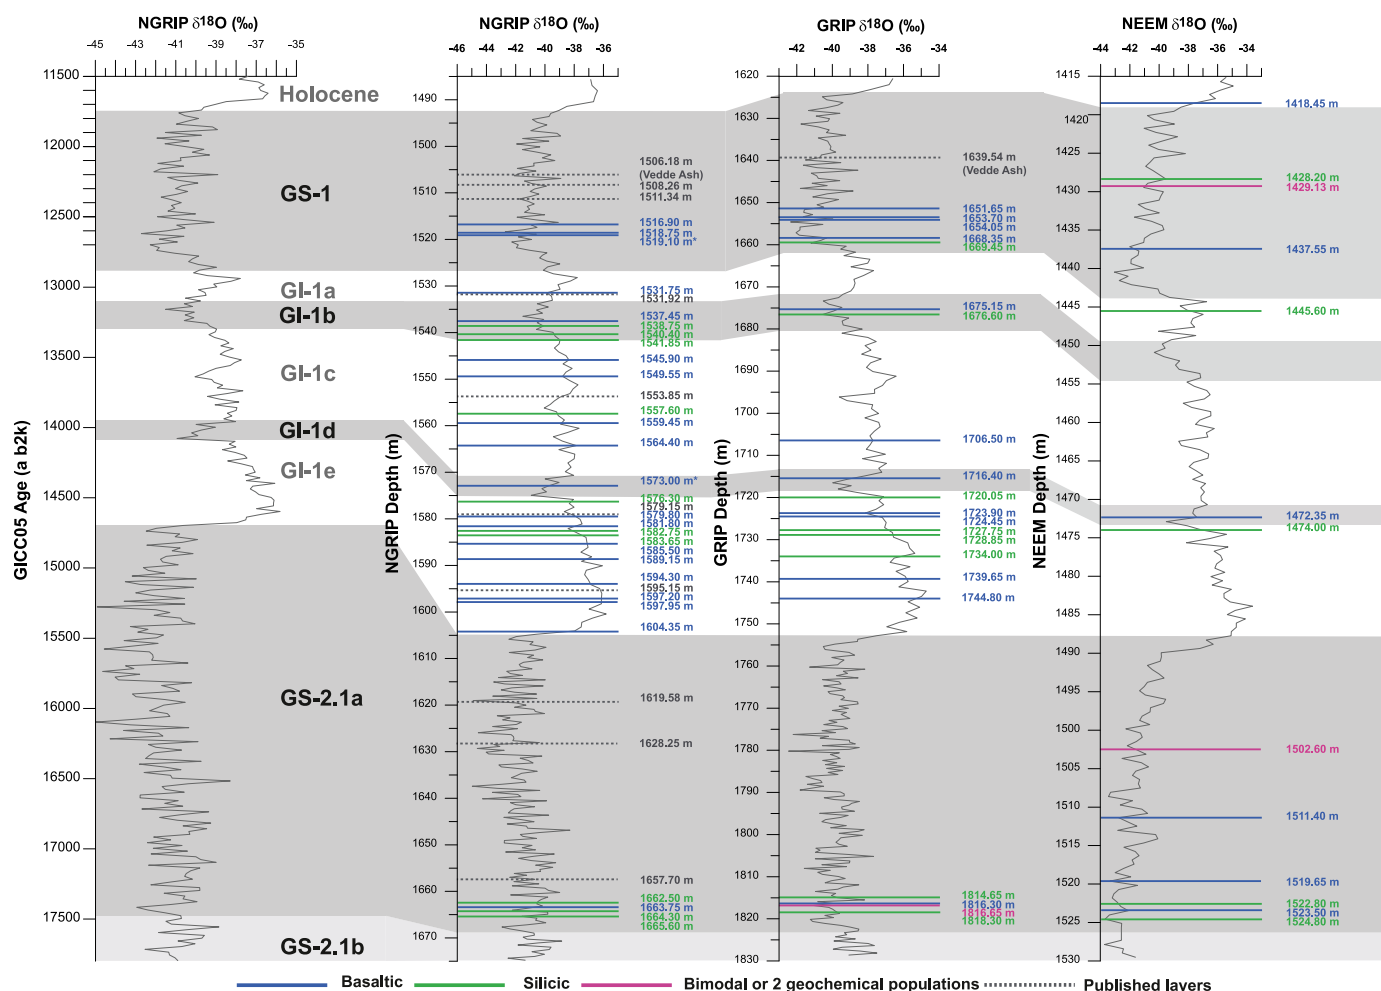 NGRIP δ18O (‰)
-45 -43 -41 -39 -37 -35
GICC05 Age (a b2k)
11500
12000
12500
13000
13500
14000
14500
15000
15500
16000
16500
17000
17500
Holocene
GS-1
GI-1a
GI-1b
GI-1c
GI-1d
GI-1e
GS-2.1a
GS-2.1b
NGRIP δ18O (‰)
-46 -44 -42 -40 -38 -36
NGRIP Depth (m)
1490
1500
1510
1520
1530
1540
1550
1560
1570
1580
1590
1600
1610
1620
1630
1640
1650
1660
1670
1506.18 m
(Vedde Ash)
1508.26 m
1511.34 m
1516.90 m
1518.75 m
1519.10 m*
1531.75 m
1531.92 m
1537.45 m
1538.75 m
1540.40 m
1541.85 m
1545.90 m
1549.55 m
1553.85 m
1557.60 m
1559.45 m
1564.40 m
1573.00 m*
1576.30 m
1579.15 m
1579.80 m
1581.80 m
1582.75 m
1583.65 m
1585.50 m
1589.15 m
1594.30 m
1595.15 m
1597.20 m
1597.95 m
1604.35 m
1619.58 m
1628.25 m
1657.70 m
1662.50 m
1663.75 m
1664.30 m
1665.60 m
GRIP δ18O (‰)
-42 -40 -38 -36 -34
GRIP Depth (m)
1620
1630
1640
1650
1660
1670
1680
1690
1700
1710
1720
1730
1740
1750
1760
1770
1780
1790
1800
1810
1820
1830
1639.54 m
(Vedde Ash)
1651.65 m
1653.70 m
1654.05 m
1668.35 m
1669.45 m
1675.15 m
1676.60 m
1706.50 m
1716.40 m
1720.05 m
1723.90 m
1724.45 m
1727.75 m
1728.85 m
1734.00 m
1739.65 m
1744.80 m
1814.65 m
1816.30 m
1816.65 m
1818.30 m
NEEM δ18O (‰)
-44 -40 -38 -36 -34
NEEM Depth (m)
1415
1420
1425
1430
1435
1440
1445
1450
1455
1460
1465
1470
1475
1480
1485
1490
1495
1500
1505
1510
1515
1520
1525
1530
1418.45 m
1428.20 m
1429.13 m
1437.55 m
1445.60 m
1472.35 m
1474.00 m
1502.60 m
1511.40 m
1519.65 m
1522.80 m
1523.50 m
1524.80 m
Basaltic Silicic Bimodal or 2 geochemical populations Published layers